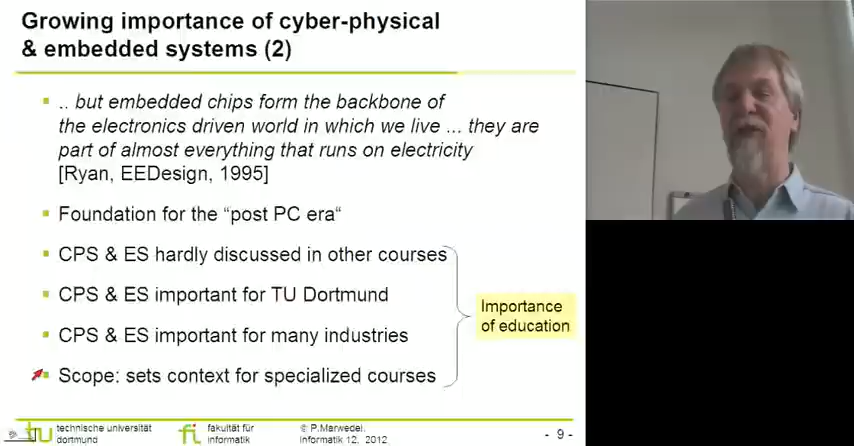 Growing importance of cyber-physical
& embedded systems (2)
.. but embedded chips form the backbone of
the electronics driven world in which we live ... they are
part of almost everything that runs on electricity
[Ryan, EEDesign, 1995]
Foundation for the “post PC era“
CPS & ES hardly discussed in other courses
CPS & ES important for TU Dortmund
CPS & ES important for many industries
Scope: sets context for specialized courses
Importance
of education
tu
technische universität
dortmund
fi
fakultät für
informatik
© P.Marwedel,
Informatik 12, 2012
- 9 -